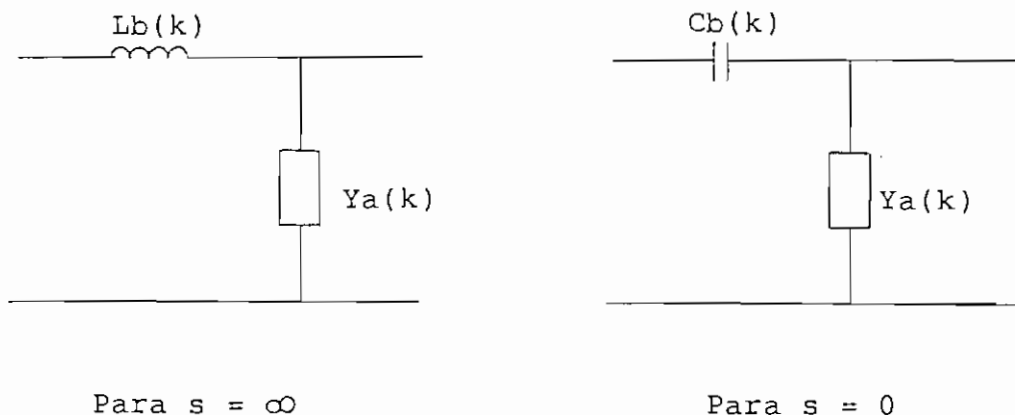 Lb(k)
Cb(k)
Ya(k)
Ya(k)
Para s = ∞
Para s = 0